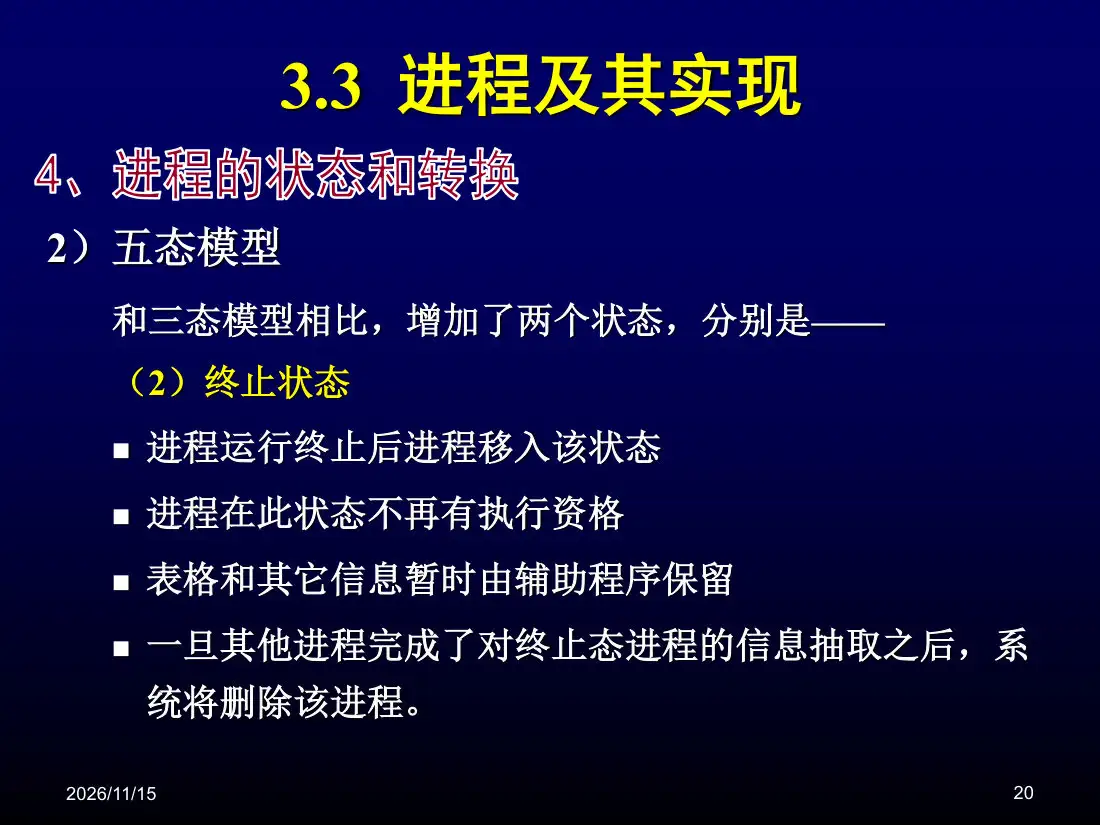 3.3 进程及其实现
4、进程的状态和转换
2）五态模型
和三态模型相比，增加了两个状态，分别是——
（2）终止状态
■ 进程运行终止后进程移入该状态
■ 进程在此状态不再有执行资格
■ 表格和其它信息暂时由辅助程序保留
■ 一旦其他进程完成了对终止态进程的信息抽取之后，系
统将删除该进程。
2026/11/15
20